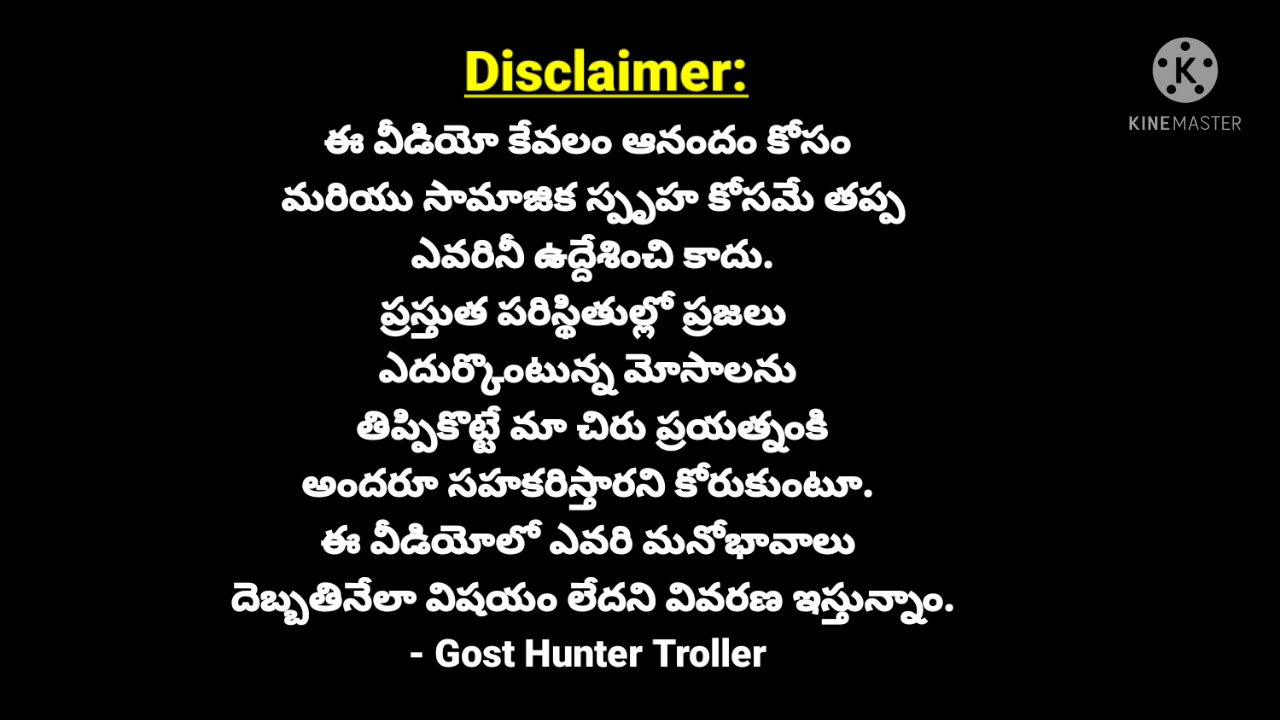 Disclaimer:
ఈ వీడియో కేవలం ఆనందం కోసం
మరియు సామాజిక స్పృహ కోసమే తప్ప
ఎవరినీ ఉద్దేశించి కాదు.
ప్రస్తుత పరిస్థితుల్లో ప్రజలు
ఎదుర్కొంటున్న మోసాలను
తిప్పికొట్టే మా చిరు ప్రయత్నంకి
అందరూ సహకరిస్తారని కోరుకుంటూ.
ఈ వీడియోలో ఎవరి మనోభావాలు
దెబ్బతినేలా విషయం లేదని వివరణ ఇస్తున్నాం.
- Gost Hunter Troller
K
KINEMASTER